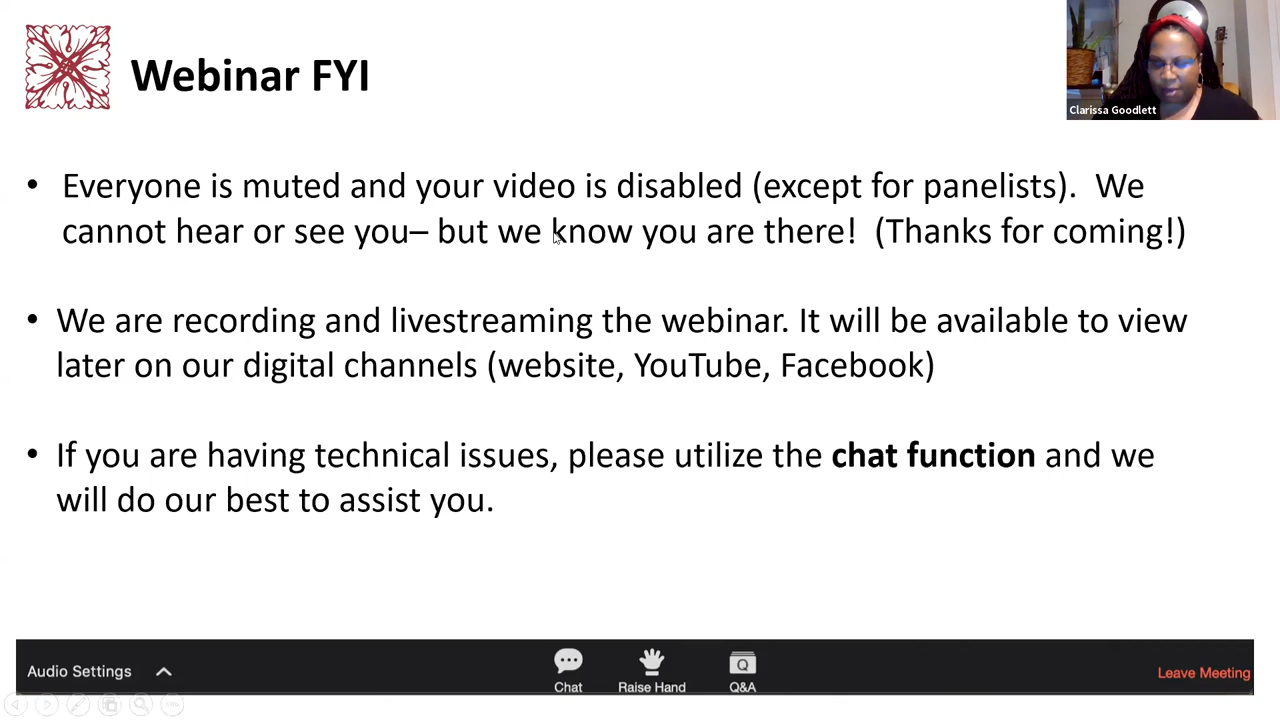 Webinar FYI
Clarissa Goodlett
• Everyone is muted and your video is disabled (except for panelists).  We
cannot hear or see you– but we know you are there!  (Thanks for coming!)
• We are recording and livestreaming the webinar. It will be available to view
later on our digital channels (website, YouTube, Facebook)
• If you are having technical issues, please utilize the chat function and we
will do our best to assist you.
Audio Settings
Chat
Raise Hand
Q
Q&A
Leave Meeting